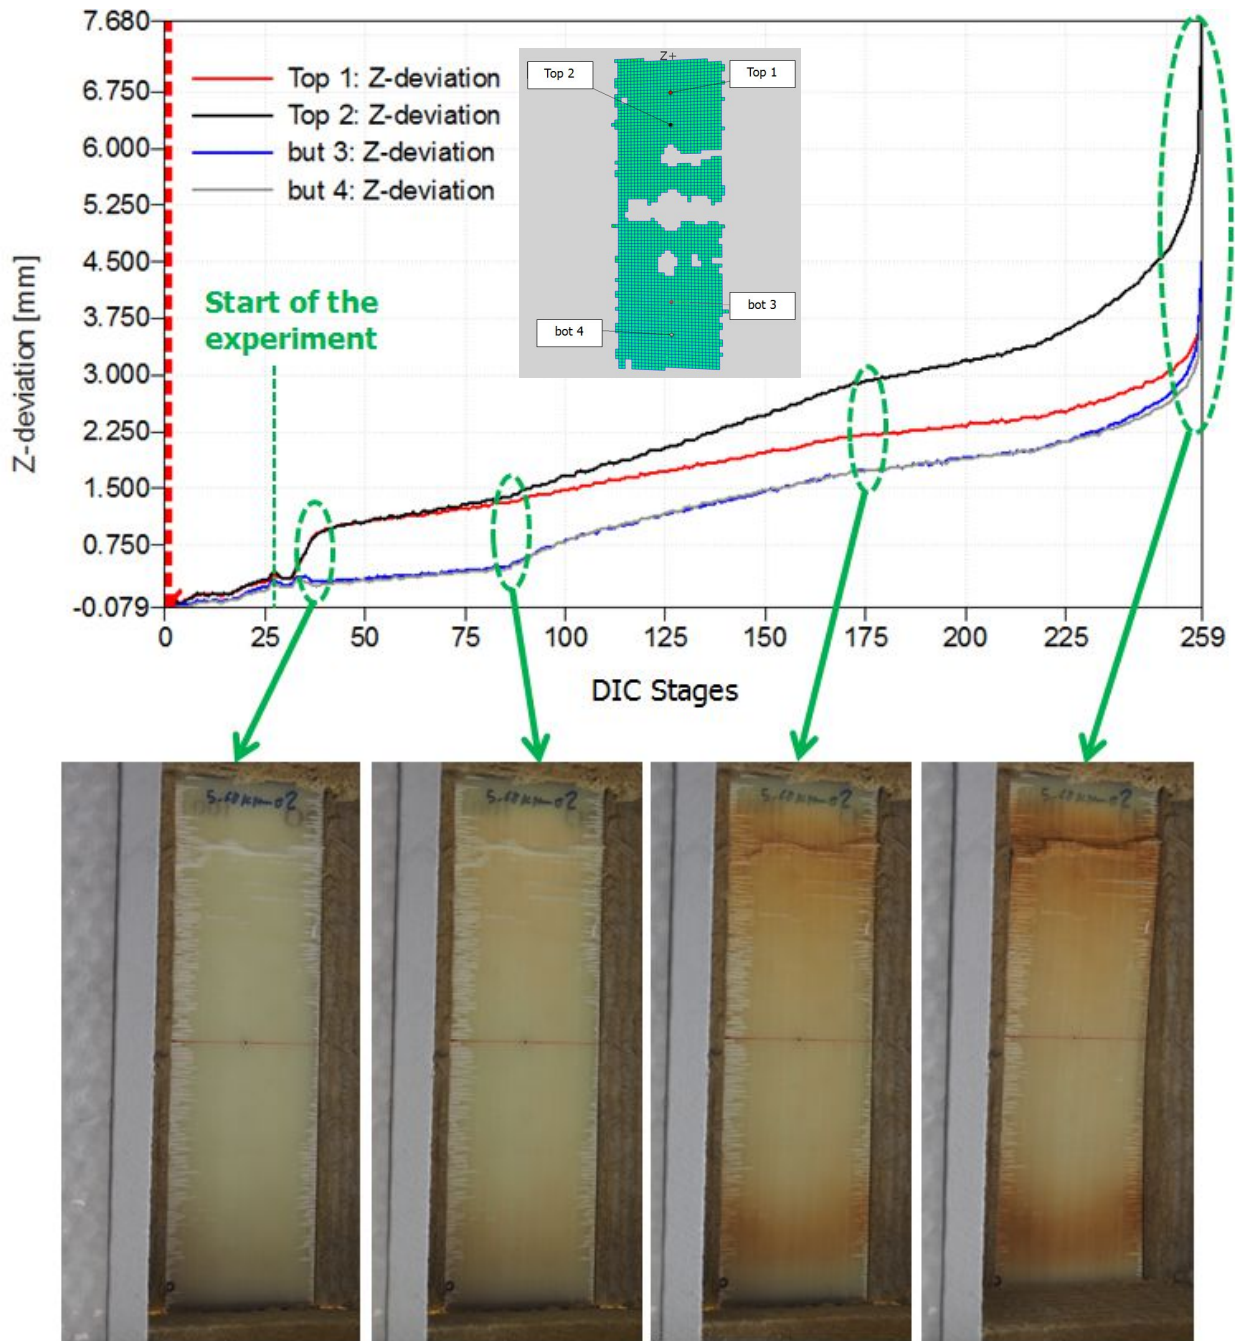 7.680
6.750
6.000
5.250
4.500
3.750
3.000
2.250
1.500
0.750
-0.079
Z-deviation [mm]
Top 1: Z-deviation
Top 2: Z-deviation
but 3: Z-deviation
but 4: Z-deviation
Z+
Top 2
Top 1
bot 3
bot 4
Start of the
experiment
0 25 50 75 100 125 150 175 200 225 259
DIC Stages